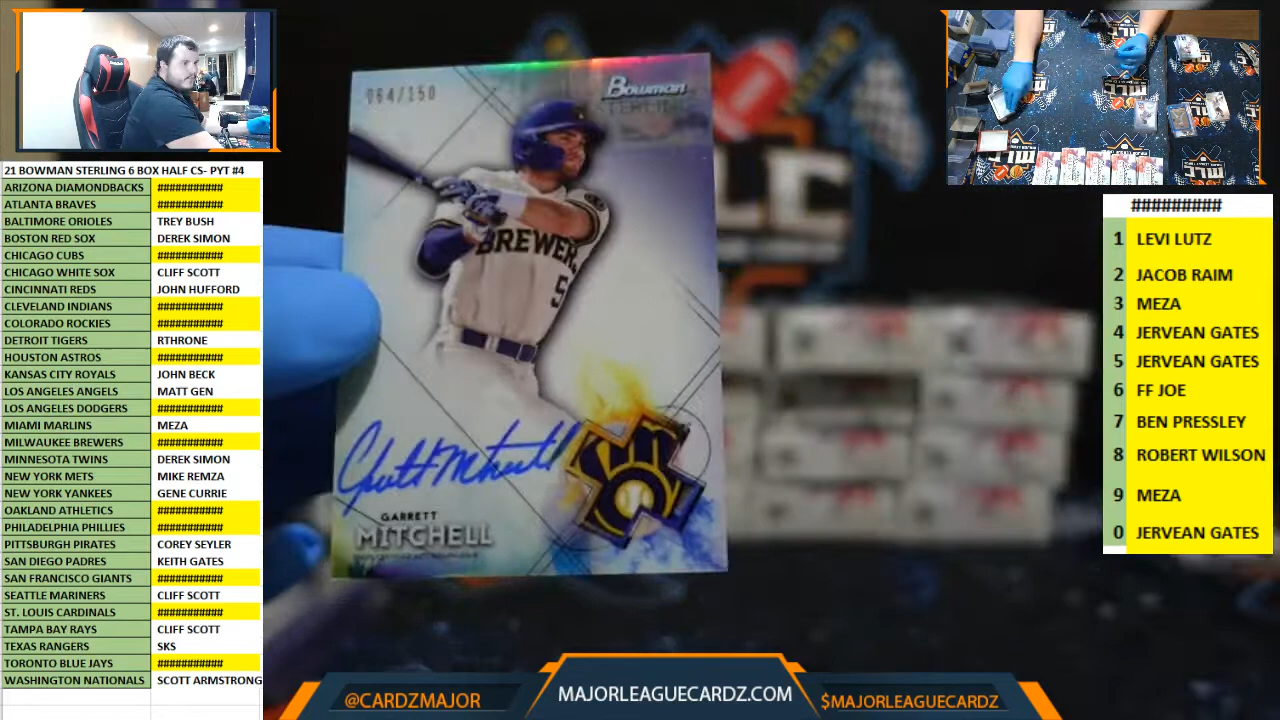 21 BOWMAN STERLING 6 BOX HALF CS- PYT #4
ARIZONA DIAMONDBACKS ###########
ATLANTA BRAVES ###########
BALTIMORE ORIOLES TREY BUSH
BOSTON RED SOX DEREK SIMON
CHICAGO CUBS ###########
CHICAGO WHITE SOX CLIFF SCOTT
CINCINNATI REDS JOHN HUFFORD
CLEVELAND INDIANS ###########
COLORADO ROCKIES ###########
DETROIT TIGERS RTHRONE
HOUSTON ASTROS ###########
KANSAS CITY ROYALS JOHN BECK
LOS ANGELES ANGELS MATT GEN
LOS ANGELES DODGERS ###########
MIAMI MARLINS MEZA
MILWAUKEE BREWERS ###########
MINNESOTA TWINS DEREK SIMON
NEW YORK METS MIKE REMZA
NEW YORK YANKEES GENE CURRIE
OAKLAND ATHLETICS ###########
PHILADELPHIA PHILLIES ###########
PITTSBURGH PIRATES COREY SEYLER
SAN DIEGO PADRES KEITH GATES
SAN FRANCISCO GIANTS ###########
SEATTLE MARINERS CLIFF SCOTT
ST. LOUIS CARDINALS ###########
TAMPA BAY RAYS CLIFF SCOTT
TEXAS RANGERS SKS
TORONTO BLUE JAYS ###########
WASHINGTON NATIONALS SCOTT ARMSTRONG
064/150
Bowman
STERLING
BREWER
5
Garrett Mitchell
GARRETT
MITCHELL
MLC
#########
1 LEVI LUTZ
2 JACOB RAIM
3 MEZA
4 JERVEAN GATES
5 JERVEAN GATES
6 FF JOE
7 BEN PRESSLEY
8 ROBERT WILSON
9 MEZA
0 JERVEAN GATES
@CARDZMAJOR
MAJORLEAGUECARDZ.COM
$MAJORLEAGUECARDZ